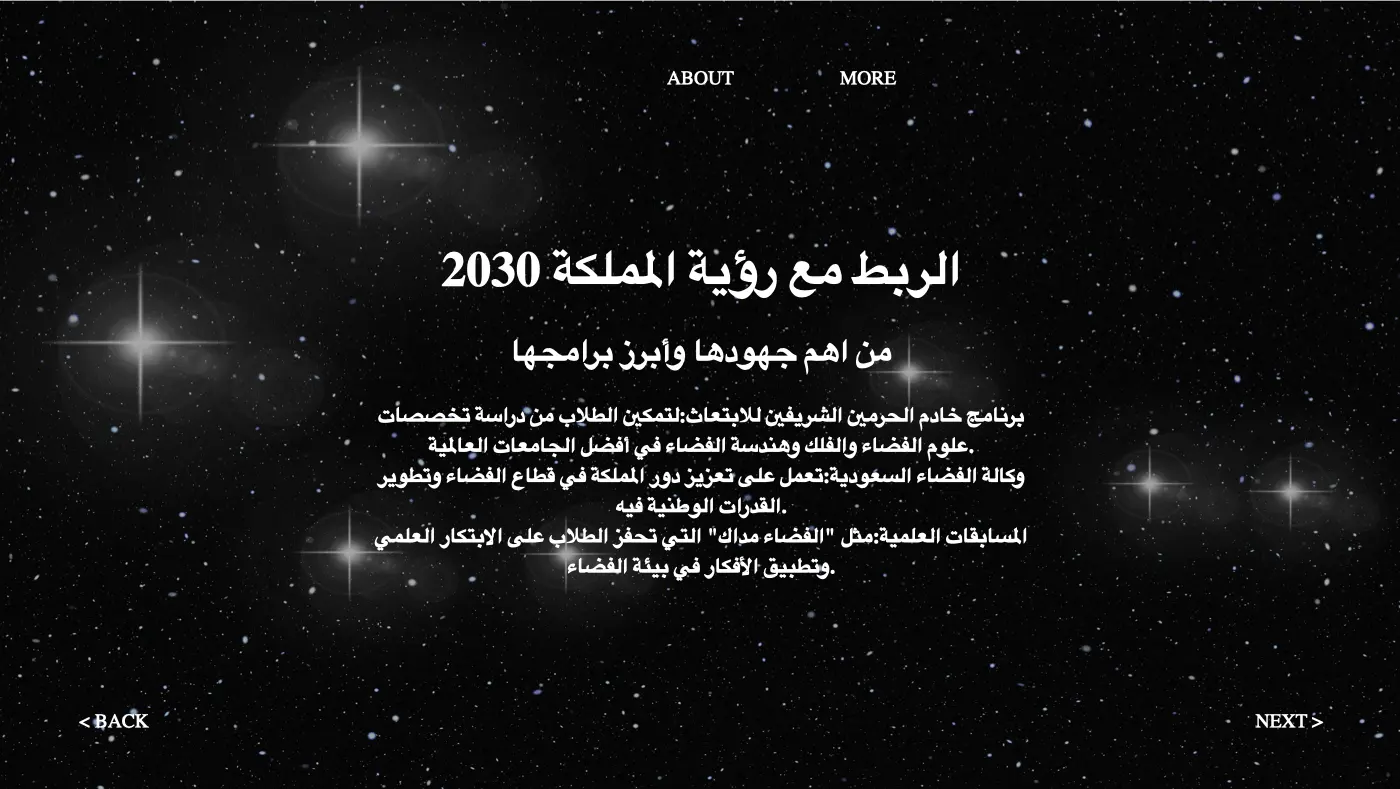 ABOUT
MORE
الربط مع رؤية المملكة 2030
من اهم جهودها وأبرز برامجها
برنامج خادم الحرمين الشريفين للابتعاث:لتمكين الطلاب من دراسة تخصصات
علوم الفضاء والفلك وهندسة الفضاء في أفضل الجامعات العالمية.
وكالة الفضاء السعودية:تعمل على تعزيز دور المملكة في قطاع الفضاء وتطوير
القدرات الوطنية فيه.
المسابقات العلمية:مثل "الفضاء مداك" التي تحفز الطلاب على الابتكار العلمي
وتطبيق الأفكار في بيئة الفضاء.
< BACK
NEXT >